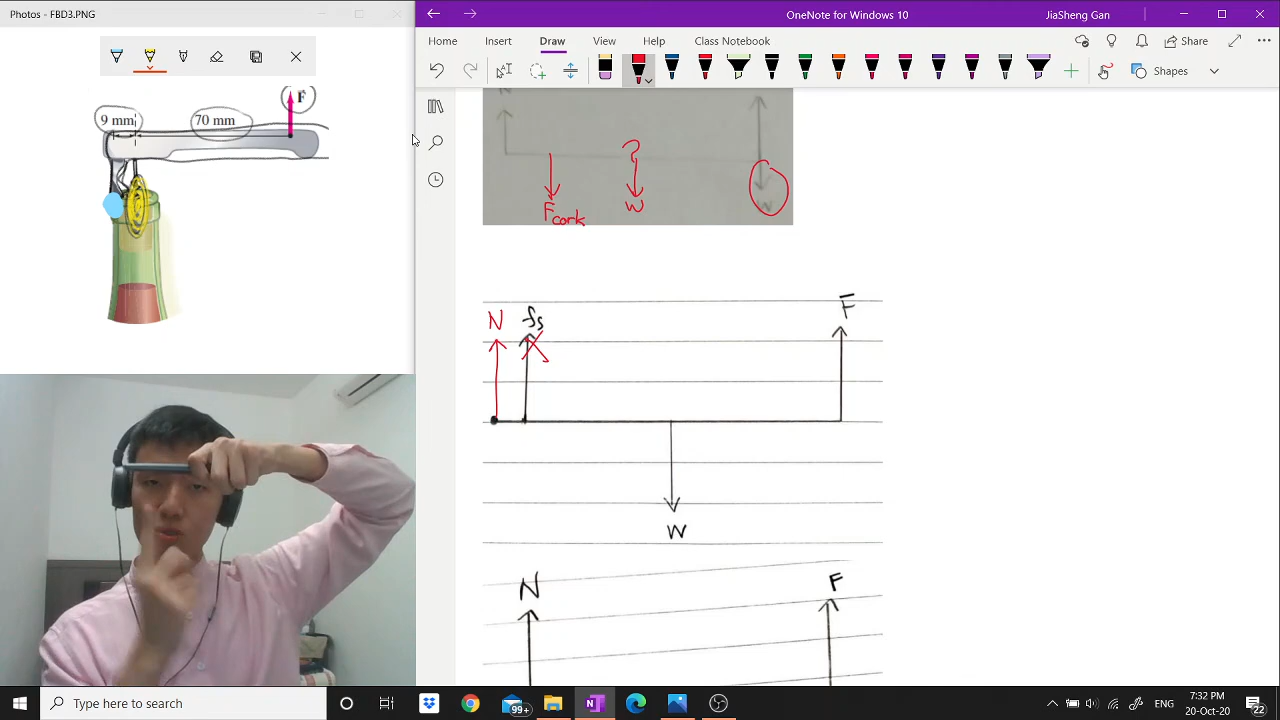 Photos - FBD3.PNG
OneNote for Windows 10
JiaSheng Gan
Home
Insert
Draw
View
Help
Class Notebook
Share
Shapes
9 mm
70 mm
F
N
?
Fcork
W
W
N
fs
F
W
N
F
Type here to search
99+
ENG
7:32 PM
20-Oct-20
22